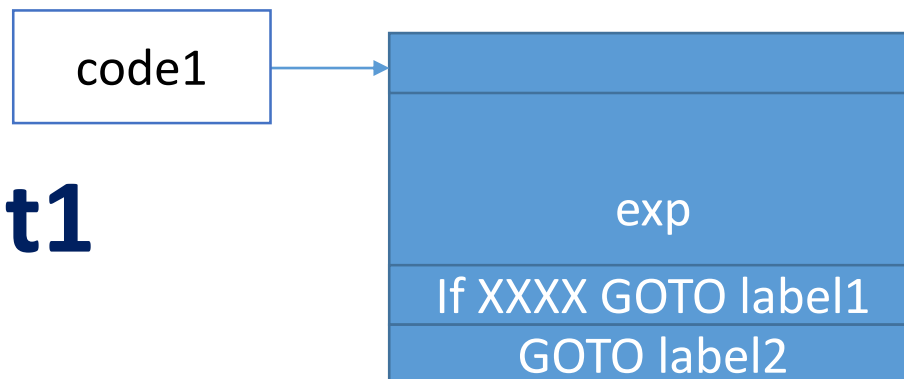 code1
t1
exp
If XXXX GOTO label1
GOTO label2